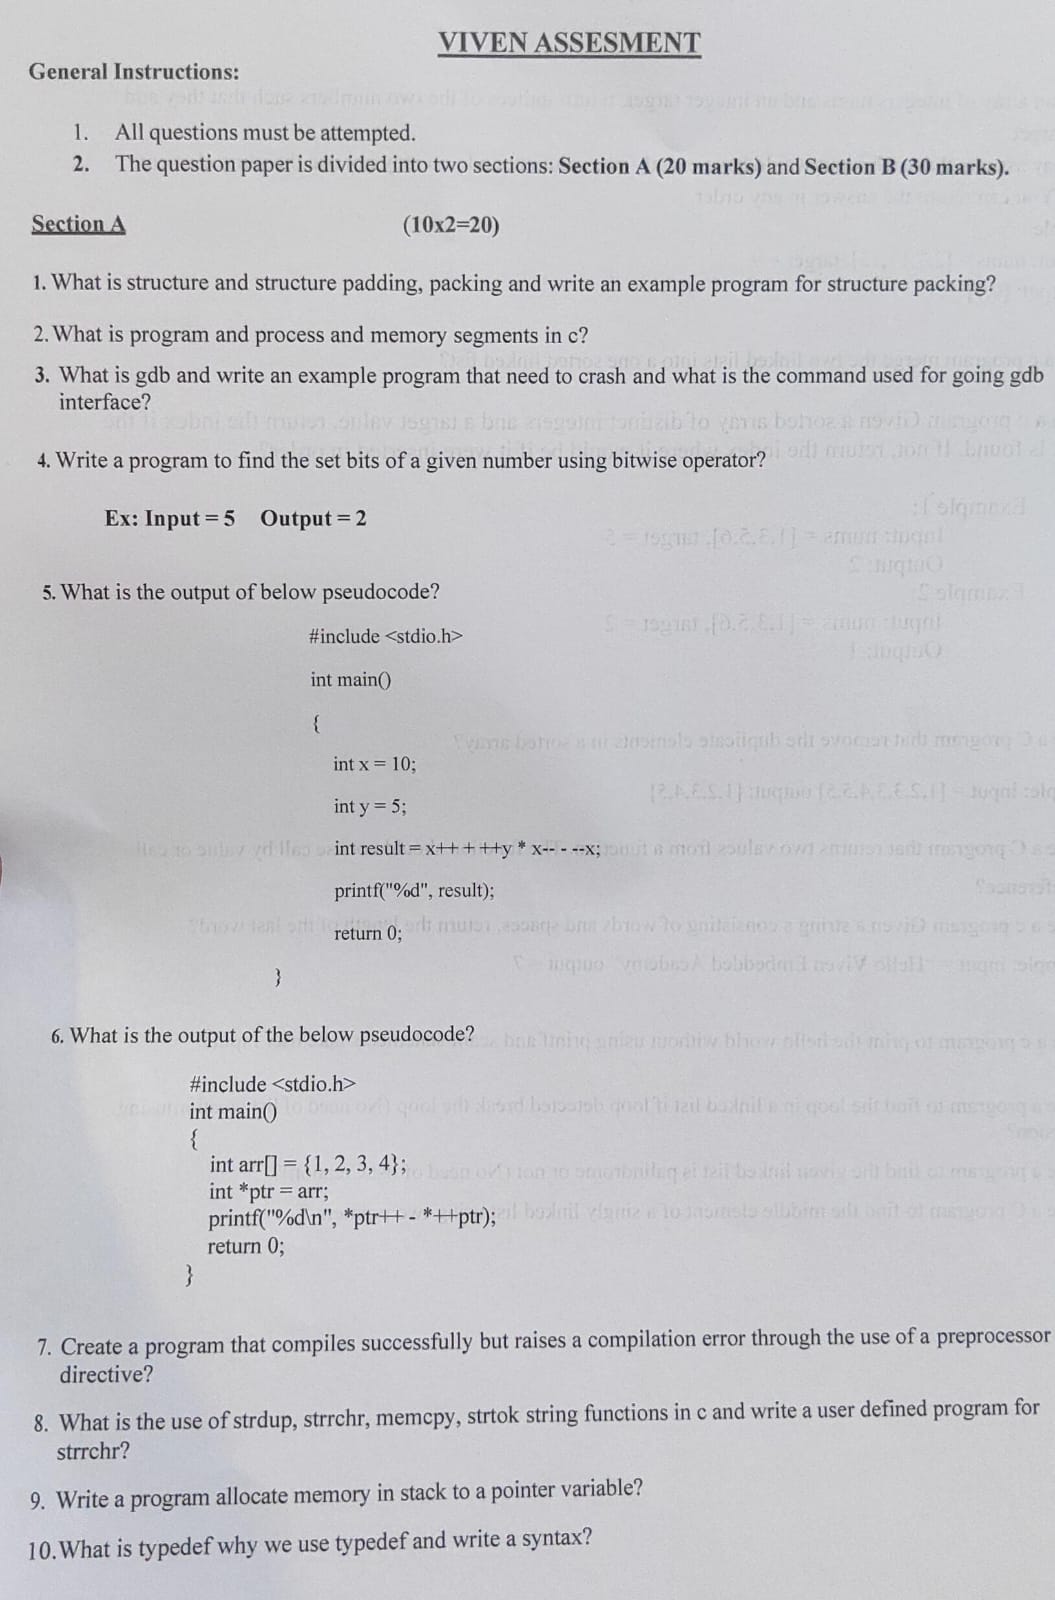 VIVEN ASSESMENT
General Instructions:
1. All questions must be attempted.
2. The question paper is divided into two sections: Section A (20 marks) and Section B (30 marks).
Section A (10x2=20)
1. What is structure and structure padding, packing and write an example program for structure packing?
2. What is program and process and memory segments in c?
3. What is gdb and write an example program that need to crash and what is the command used for going gdb
interface?
4. Write a program to find the set bits of a given number using bitwise operator?
Ex: Input = 5 Output = 2
5. What is the output of below pseudocode?
#include <stdio.h>
int main()
{
int x = 10;
int y = 5;
int result = x++ + ++y * x-- - --x;
printf("%d", result);
return 0;
}
6. What is the output of the below pseudocode?
#include <stdio.h>
int main()
{
int arr[] = {1, 2, 3, 4};
int *ptr = arr;
printf("%d\n", *ptr++ - *++ptr);
return 0;
}
7. Create a program that compiles successfully but raises a compilation error through the use of a preprocessor
directive?
8. What is the use of strdup, strrchr, memcpy, strtok string functions in c and write a user defined program for
strrchr?
9. Write a program allocate memory in stack to a pointer variable?
10. What is typedef why we use typedef and write a syntax?